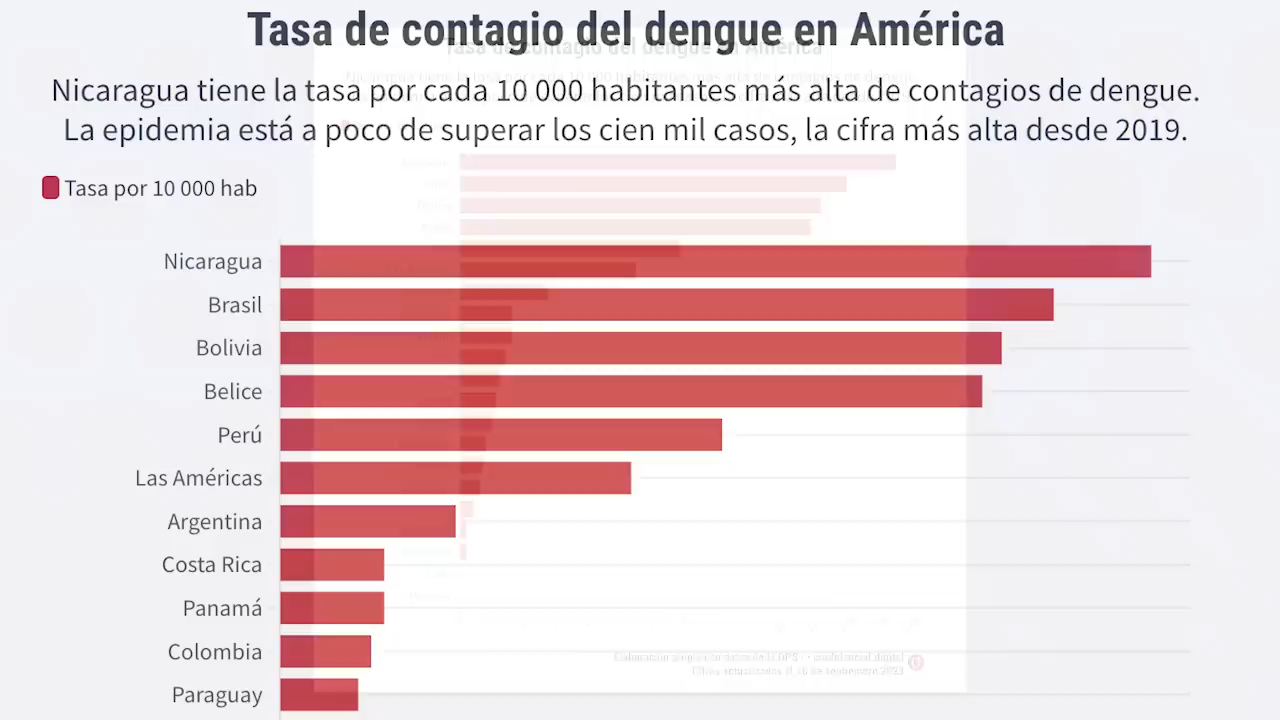 Tasa de contagio del dengue en América
Nicaragua tiene la tasa por cada 10 000 habitantes más alta de contagios de dengue.
La epidemia está a poco de superar los cien mil casos, la cifra más alta desde 2019.
Tasa por 10 000 hab
Nicaragua
Brasil
Bolivia
Belice
Perú
Las Américas
Argentina
Costa Rica
Panamá
Colombia
Paraguay